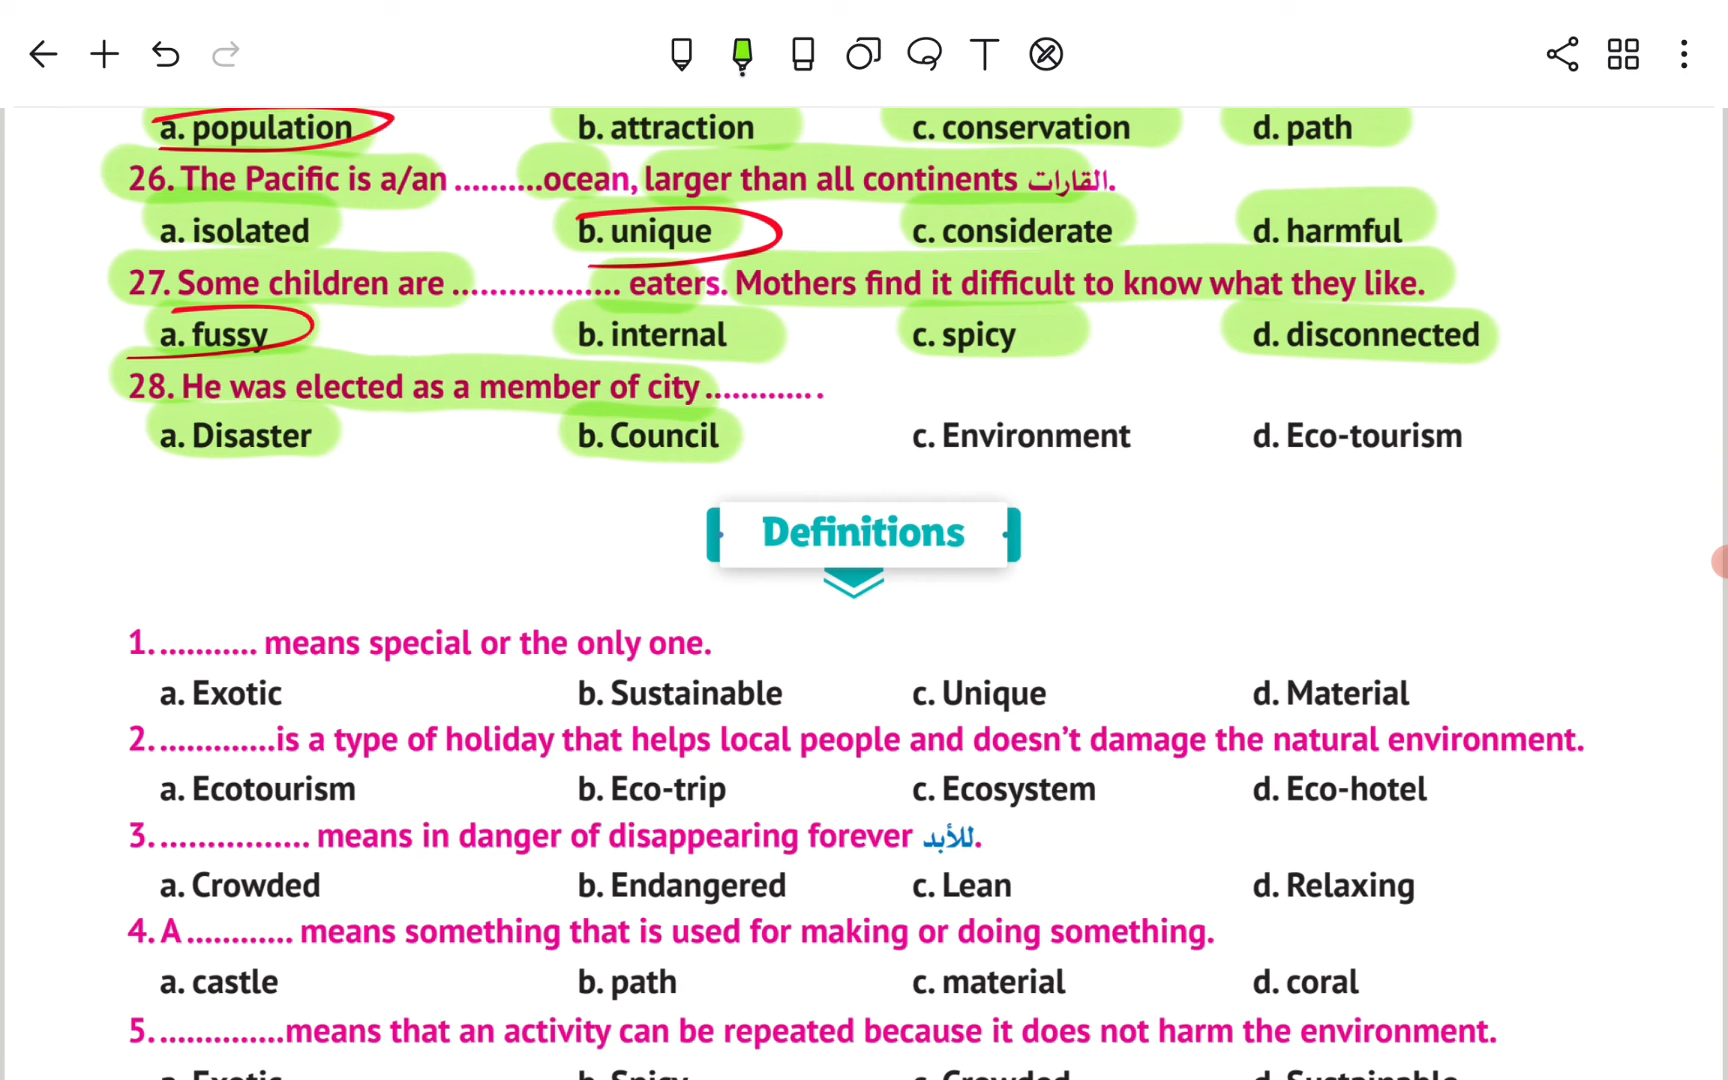 a. population b. attraction c. conservation d. path
26. The Pacific is a/an ..........ocean, larger than all continents القارات.
a. isolated b. unique c. considerate d. harmful
27. Some children are ................... eaters. Mothers find it difficult to know what they like.
a. fussy b. internal c. spicy d. disconnected
28. He was elected as a member of city ............ .
a. Disaster b. Council c. Environment d. Eco-tourism
Definitions
1. ........... means special or the only one.
a. Exotic b. Sustainable c. Unique d. Material
2. .............is a type of holiday that helps local people and doesn't damage the natural environment.
a. Ecotourism b. Eco-trip c. Ecosystem d. Eco-hotel
3. ................ means in danger of disappearing forever للأبد.
a. Crowded b. Endangered c. Lean d. Relaxing
4. A ............ means something that is used for making or doing something.
a. castle b. path c. material d. coral
5. ..............means that an activity can be repeated because it does not harm the environment.
a. Exotic b. Spicy c. Crowded d. Sustainable